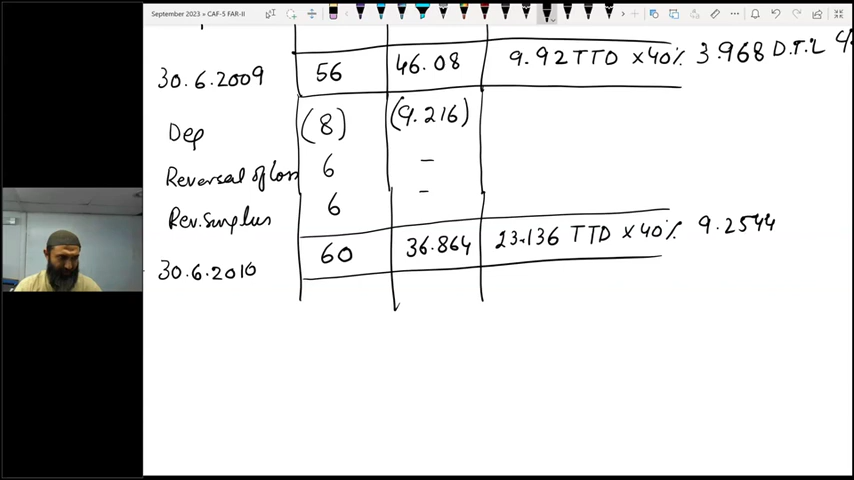 September 2023 » CAF-5 FAR-II
30.6.2009 56 46.08 9.92 TTD x40% 3.968 D.T.L
Dep (8) (9.216)
Reversal of loss 6 –
Rev. Surplus 6 –
30.6.2010 60 36.864 23.136 TTD x 40% 9.2544